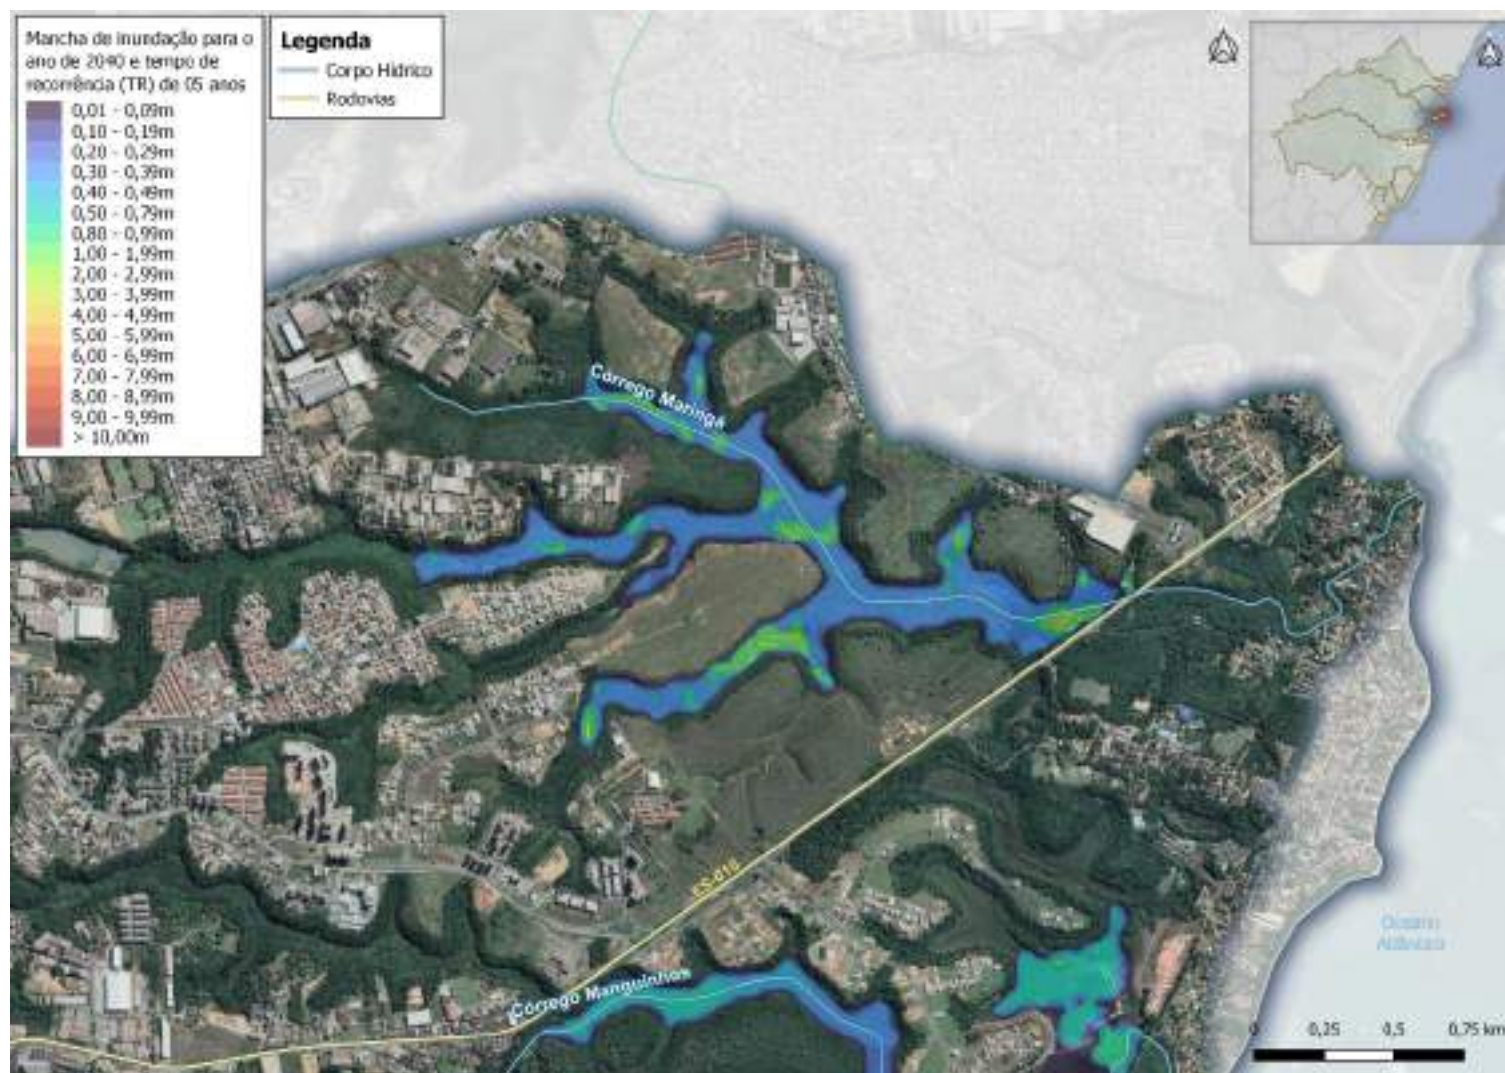 Mancha de inundação para o
ano de 2040 e tempo de
recorrência (TR) de 05 anos
0,01 - 0,09m
0,10 - 0,19m
0,20 - 0,29m
0,30 - 0,39m
0,40 - 0,49m
0,50 - 0,79m
0,80 - 0,99m
1,00 - 1,99m
2,00 - 2,99m
3,00 - 3,99m
4,00 - 4,99m
5,00 - 5,99m
6,00 - 6,99m
7,00 - 7,99m
8,00 - 8,99m
9,00 - 9,99m
> 10,00m
Legenda
Corpo Hídrico
Rodovias
Córrego Maringá
ES-010
Córrego Manguinhos
Oceano
Atlântico
0 0,25 0,5 0,75 km